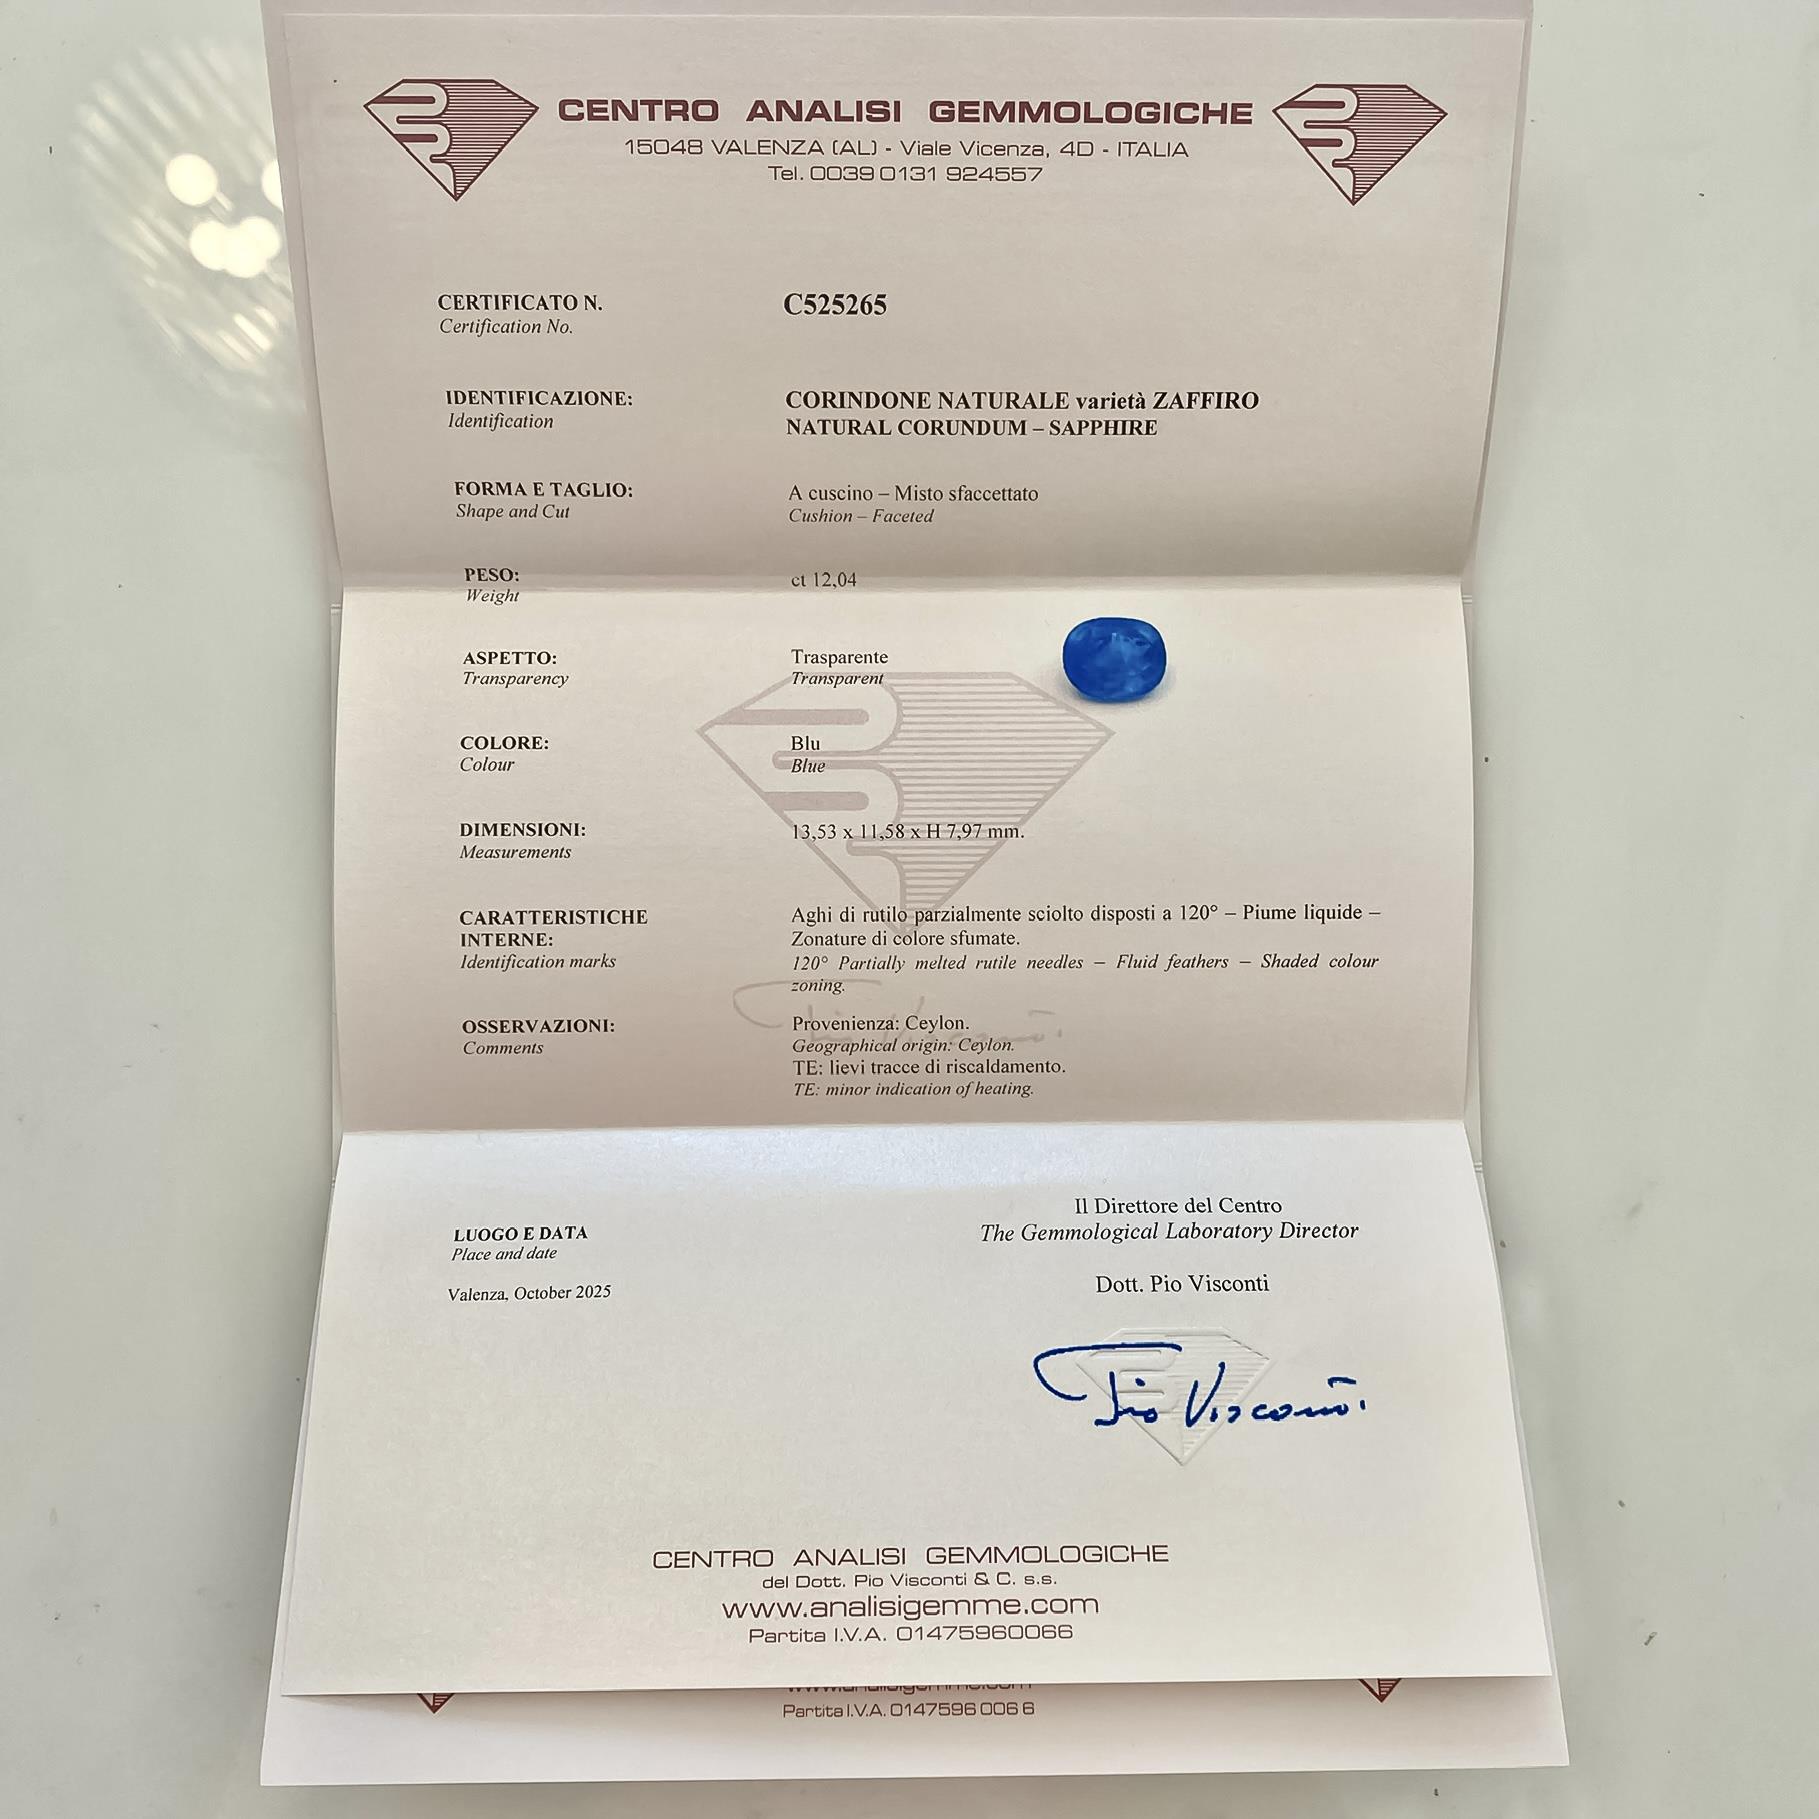 CENTRO ANALISI GEMMOLOGICHE
15048 VALENZA (AL) - Viale Vicenza, 4D - ITALIA
Tel. 0039 0131 924557
CERTIFICATO N.
Certification No.
C525265
IDENTIFICAZIONE:
Identification
CORINDONE NATURALE varietà ZAFFIRO
NATURAL CORUNDUM – SAPPHIRE
FORMA E TAGLIO:
Shape and Cut
A cuscino – Misto sfaccettato
Cushion – Faceted
PESO:
Weight
ct 12,04
ASPETTO:
Transparency
Trasparente
Transparent
COLORE:
Colour
Blu
Blue
DIMENSIONI:
Measurements
13,53 x 11,58 x H 7,97 mm.
CARATTERISTICHE
INTERNE:
Identification marks
Aghi di rutilo parzialmente sciolto disposti a 120° – Piume liquide –
Zonature di colore sfumate.
120° Partially melted rutile needles – Fluid feathers – Shaded colour
zoning.
OSSERVAZIONI:
Comments
Provenienza: Ceylon.
Geographical origin: Ceylon.
TE: lievi tracce di riscaldamento.
TE: minor indication of heating.
LUOGO E DATA
Place and date
Valenza, October 2025
Il Direttore del Centro
The Gemmological Laboratory Director
Dott. Pio Visconti
Pio Visconti
CENTRO ANALISI GEMMOLOGICHE
del Dott. Pio Visconti & C. s.s.
www.analisigemme.com
Partita I.V.A. 01475960066
www.analisigemme.com
Partita I.V.A. 01475960066